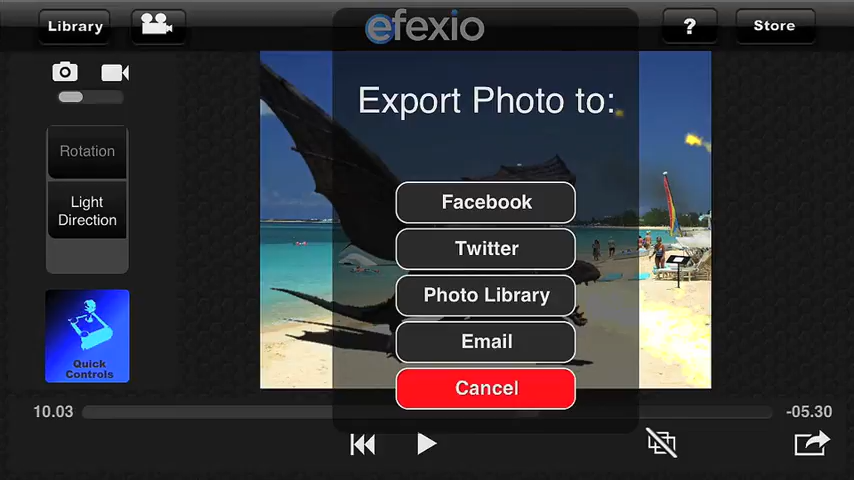 Library
efexio
?
Store
Export Photo to:
Rotation
Light
Direction
Facebook
Twitter
Photo Library
Email
Cancel
Quick
Controls
10.03
-05.30